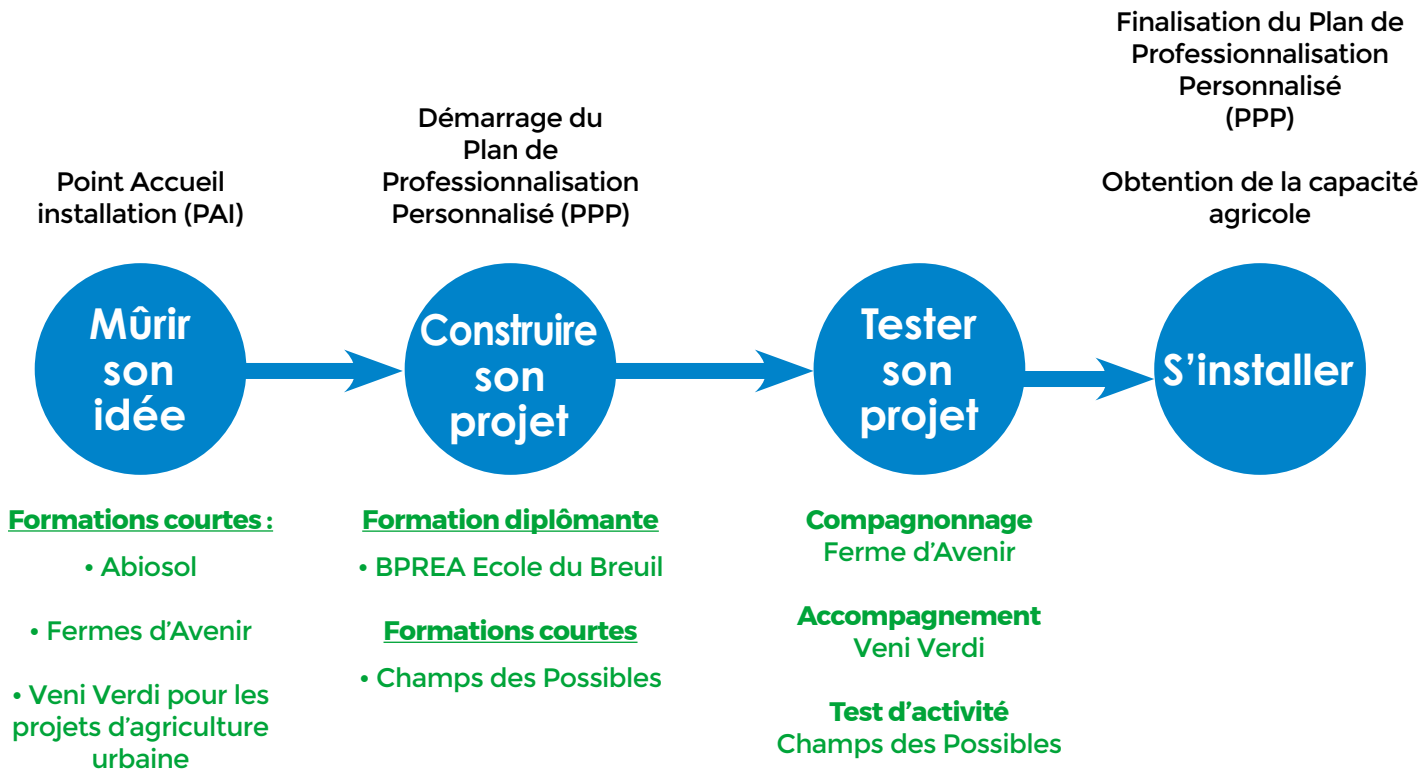 Point Accueil
installation (PAI)
Mûrir
son
idée
Formations courtes :
• Abiosol
• Fermes d’Avenir
• Veni Verdi pour les
projets d’agriculture
urbaine
Démarrage du
Plan de
Professionnalisation
Personnalisé (PPP)
Construire
son
projet
Formation diplômante
• BPREA Ecole du Breuil
Formations courtes
• Champs des Possibles
Tester
son
projet
Compagnonnage
Ferme d’Avenir
Accompagnement
Veni Verdi
Test d’activité
Champs des Possibles
Finalisation du Plan de
Professionnalisation
Personnalisé
(PPP)
Obtention de la capacité
agricole
S’installer